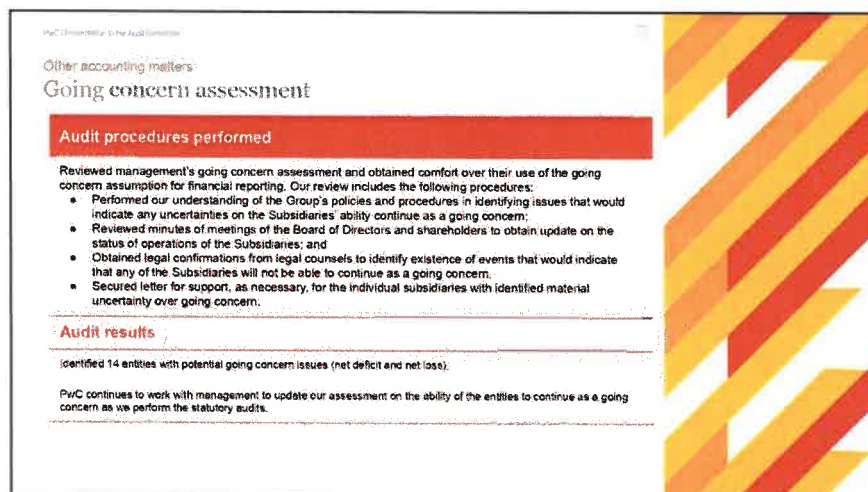 PwC | Presentation to the Audit Committee
Other accounting matters
Going concern assessment
Audit procedures performed
Reviewed management's going concern assessment and obtained comfort over their use of the going
concern assumption for financial reporting. Our review includes the following procedures:
● Performed our understanding of the Group's policies and procedures in identifying issues that would
indicate any uncertainties on the Subsidiaries' ability continue as a going concern;
● Reviewed minutes of meetings of the Board of Directors and shareholders to obtain update on the
status of operations of the Subsidiaries; and
● Obtained legal confirmations from legal counsels to identify existence of events that would indicate
that any of the Subsidiaries will not be able to continue as a going concern.
● Secured letter for support, as necessary, for the individual subsidiaries with identified material
uncertainty over going concern.
Audit results
Identified 14 entities with potential going concern issues (net deficit and net loss).
PwC continues to work with management to update our assessment on the ability of the entities to continue as a going
concern as we perform the statutory audits.